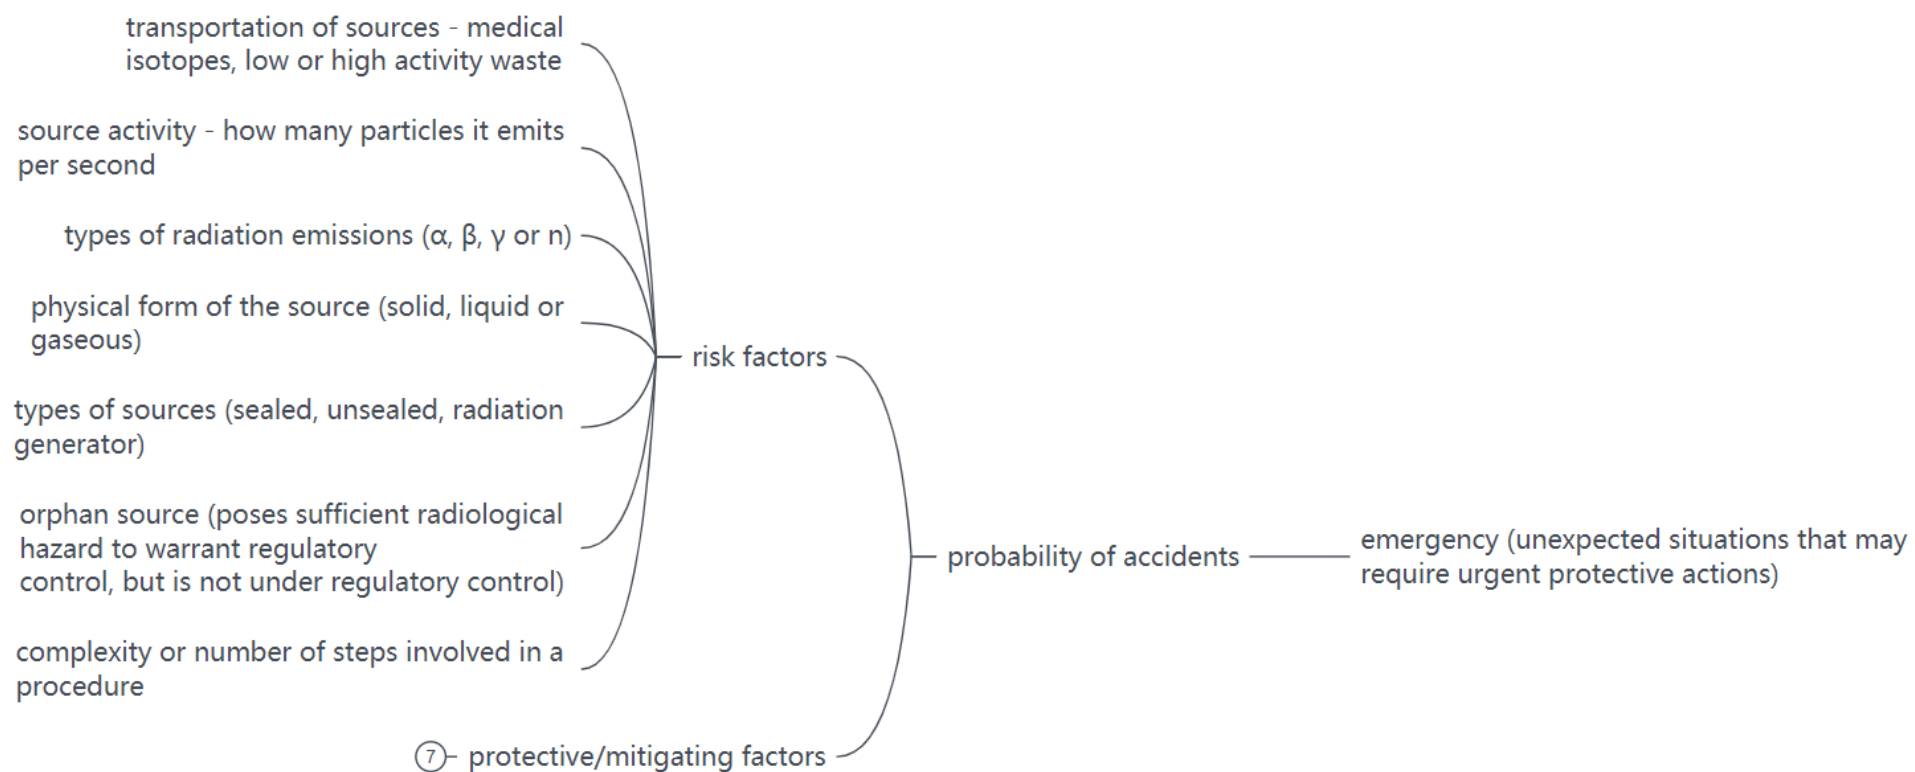 transportation of sources - medical
isotopes, low or high activity waste
source activity - how many particles it emits
per second
types of radiation emissions (α, β, γ or n)
physical form of the source (solid, liquid or
gaseous)
types of sources (sealed, unsealed, radiation
generator)
orphan source (poses sufficient radiological
hazard to warrant regulatory
control, but is not under regulatory control)
complexity or number of steps involved in a
procedure
risk factors
7
protective/mitigating factors
probability of accidents
emergency (unexpected situations that may
require urgent protective actions)